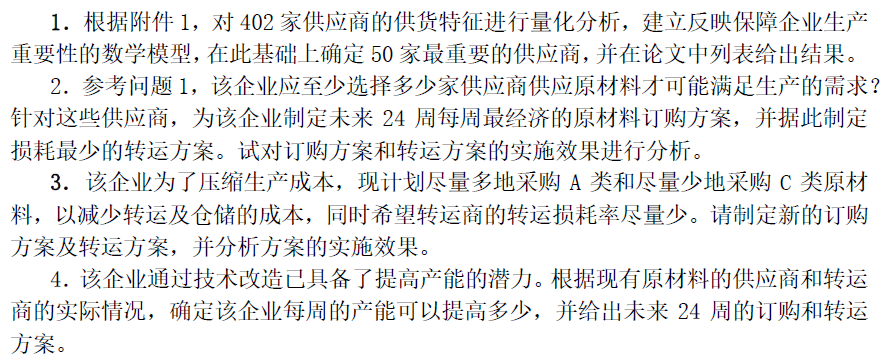 1．根据附件 1，对 402 家供应商的供货特征进行量化分析，建立反映保障企业生产
重要性的数学模型，在此基础上确定 50 家最重要的供应商，并在论文中列表给出结果。
2．参考问题 1，该企业应至少选择多少家供应商供应原材料才可能满足生产的需求？
针对这些供应商，为该企业制定未来 24 周每周最经济的原材料订购方案，并据此制定
损耗最少的转运方案。试对订购方案和转运方案的实施效果进行分析。
3．该企业为了压缩生产成本，现计划尽量多地采购 A 类和尽量少地采购 C 类原材
料，以减少转运及仓储的成本，同时希望转运商的转运损耗率尽量少。请制定新的订购
方案及转运方案，并分析方案的实施效果。
4．该企业通过技术改造已具备了提高产能的潜力。根据现有原材料的供应商和转运
商的实际情况，确定该企业每周的产能可以提高多少，并给出未来 24 周的订购和转运
方案。